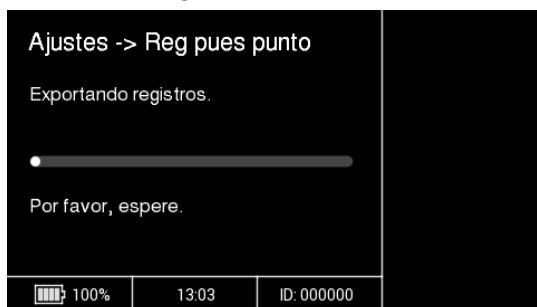 Ajustes -> Reg pues punto
Exportando registros.
Por favor, espere.
100% 13:03 ID: 000000